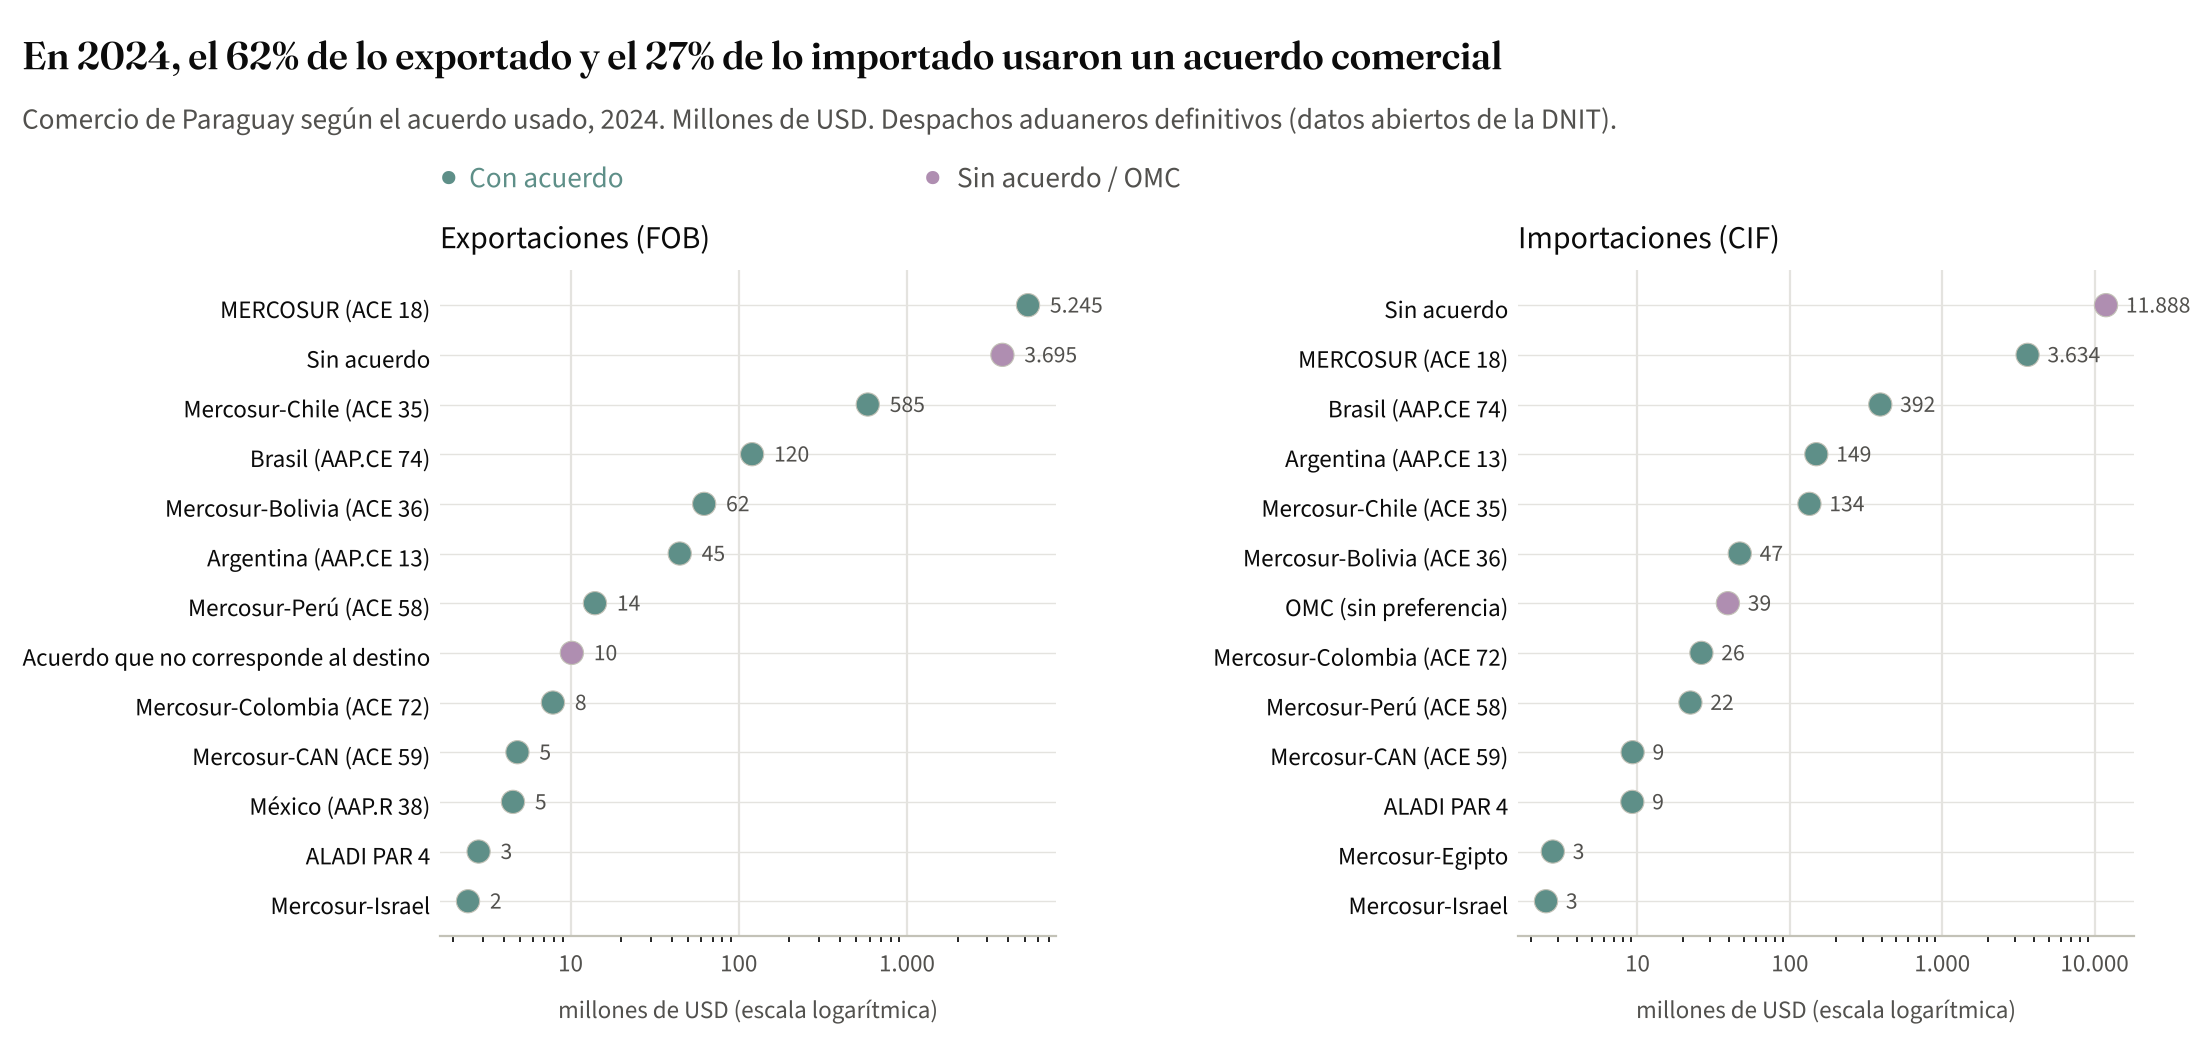 En 2024, el 62% de lo exportado y el 27% de lo importado usaron un acuerdo comercial
Comercio de Paraguay según el acuerdo usado, 2024. Millones de USD. Despachos aduaneros definitivos (datos abiertos de la DNIT).
Con acuerdo
Sin acuerdo / OMC
Exportaciones (FOB)
MERCOSUR (ACE 18) 5.245
Sin acuerdo 3.695
Mercosur-Chile (ACE 35) 585
Brasil (AAP.CE 74) 120
Mercosur-Bolivia (ACE 36) 62
Argentina (AAP.CE 13) 45
Mercosur-Perú (ACE 58) 14
Acuerdo que no corresponde al destino 10
Mercosur-Colombia (ACE 72) 8
Mercosur-CAN (ACE 59) 5
México (AAP.R 38) 5
ALADI PAR 4 3
Mercosur-Israel 2
10 100 1.000
millones de USD (escala logarítmica)
Importaciones (CIF)
Sin acuerdo 11.888
MERCOSUR (ACE 18) 3.634
Brasil (AAP.CE 74) 392
Argentina (AAP.CE 13) 149
Mercosur-Chile (ACE 35) 134
Mercosur-Bolivia (ACE 36) 47
OMC (sin preferencia) 39
Mercosur-Colombia (ACE 72) 26
Mercosur-Perú (ACE 58) 22
Mercosur-CAN (ACE 59) 9
ALADI PAR 4 9
Mercosur-Egipto 3
Mercosur-Israel 3
10 100 1.000 10.000
millones de USD (escala logarítmica)